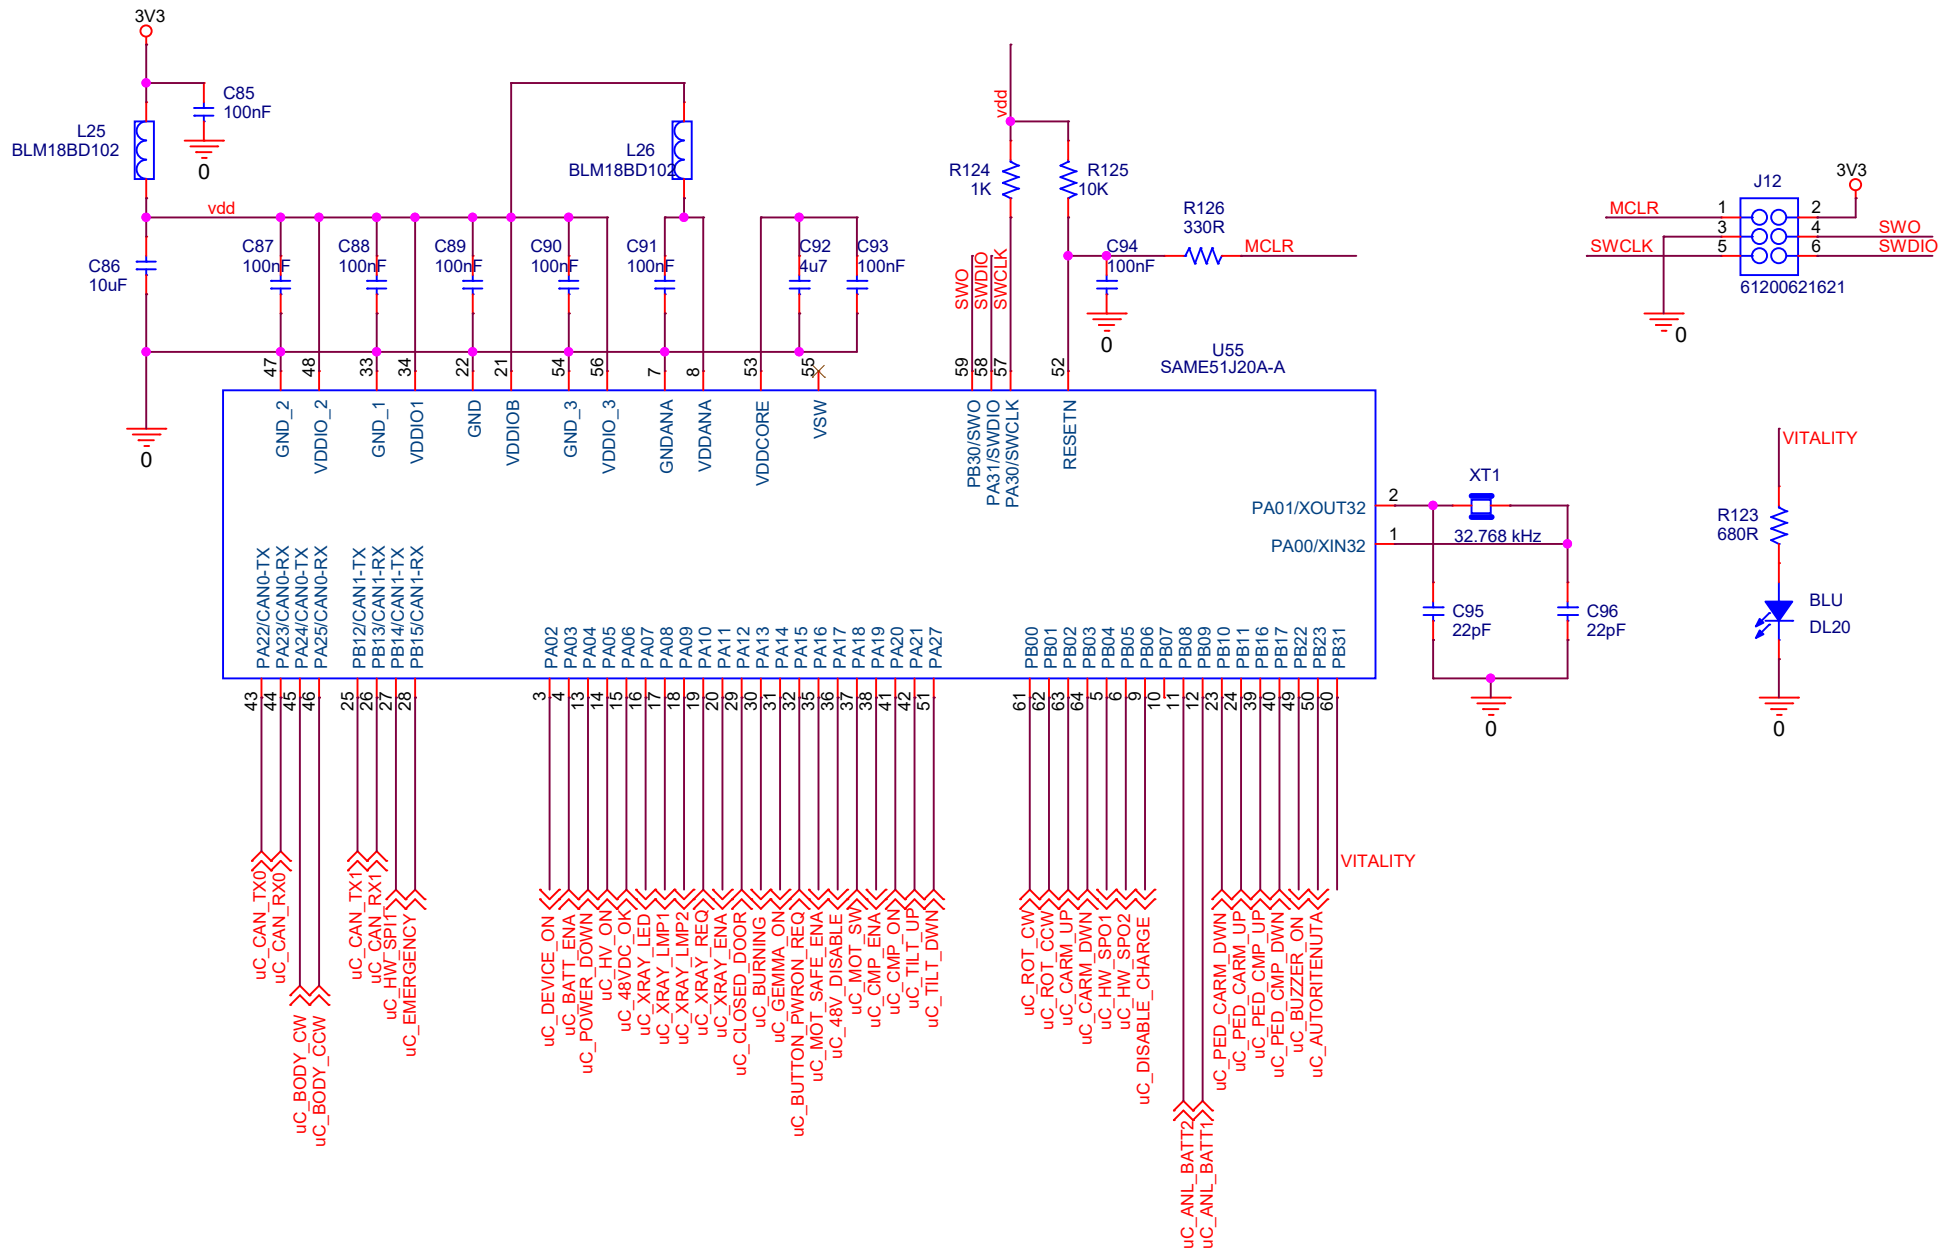 3V3
C85
100nF
0
L25
BLM18BD102
L26
BLM18BD102
vdd
C86
10uF
0
C87
100nF
C88
100nF
C89
100nF
C90
100nF
C91
100nF
C92
4u7
C93
100nF
vdd
R124
1K
R125
10K
R126
330R
MCLR
C94
100nF
0
SWO
SWDIO
SWCLK
J12
3V3
MCLR
SWCLK
1
3
5
2
4
6
SWO
SWDIO
61200621621
0
U55
SAME51J20A-A
47
48
33
34
22
21
54
56
7
8
53
55
59
58
57
52
GND_2
VDDIO_2
GND_1
VDDIO1
GND
VDDIOB
GND_3
VDDIO_3
GNDANA
VDDANA
VDDCORE
VSW
PB30/SWO
PA31/SWDIO
PA30/SWCLK
RESETN
PA01/XOUT32
2
PA00/XIN32
1
XT1
32.768 kHz
C95
22pF
C96
22pF
0
VITALITY
R123
680R
BLU
DL20
0
PA22/CAN0-TX
PA23/CAN0-RX
PA24/CAN0-TX
PA25/CAN0-RX
PB12/CAN1-TX
PB13/CAN1-RX
PB14/CAN1-TX
PB15/CAN1-RX
PA02
PA03
PA04
PA05
PA06
PA07
PA08
PA09
PA10
PA11
PA12
PA13
PA14
PA15
PA16
PA17
PA18
PA19
PA20
PA21
PA27
PB00
PB01
PB02
PB03
PB04
PB05
PB06
PB07
PB08
PB09
PB10
PB11
PB16
PB17
PB22
PB23
PB31
43
44
45
46
25
26
27
28
3
4
13
14
15
16
17
18
19
20
29
30
31
32
35
36
37
38
41
42
51
61
62
63
64
5
6
9
10
11
12
23
24
39
40
49
50
60
uC_CAN_TX0
uC_CAN_RX0
uC_BODY_CW
uC_BODY_CCW
uC_CAN_TX1
uC_CAN_RX1
uC_HW_SPI1
uC_EMERGENCY
uC_DEVICE_ON
uC_BATT_ENA
uC_POWER_DOWN
uC_HV_ON
uC_48VDC_OK
uC_XRAY_LED
uC_XRAY_LMP1
uC_XRAY_LMP2
uC_XRAY_REQ
uC_XRAY_ENA
uC_CLOSED_DOOR
uC_BURNING
uC_GEMMA_ON
uC_BUTTON_PWRON_REQ
uC_MOT_SAFE_ENA
uC_48V_DISABLE
uC_MOT_SW
uC_CMP_ENA
uC_CMP_ON
uC_TILT_UP
uC_TILT_DWN
uC_ROT_CW
uC_ROT_CCW
uC_CARM_UP
uC_CARM_DWN
uC_HW_SPO1
uC_HW_SPO2
uC_DISABLE_CHARGE
uC_ANL_BATT2
uC_ANL_BATT1
uC_PED_CARM_DWN
uC_PED_CARM_UP
uC_PED_CMP_UP
uC_PED_CMP_DWN
uC_BUZZER_ON
uC_AUTORITENUTA
VITALITY